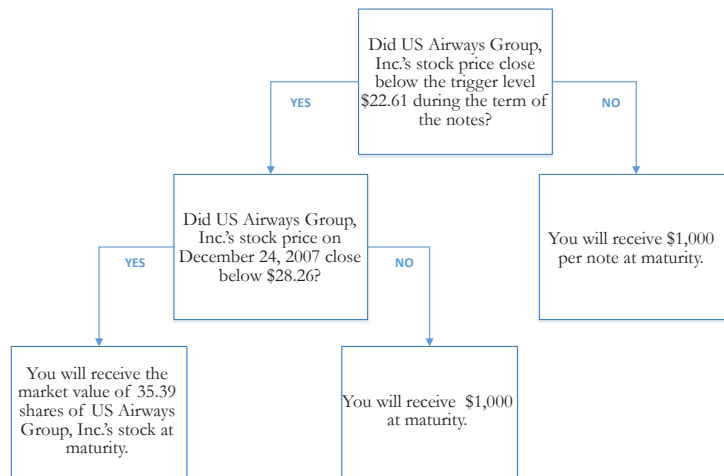 Did US Airways Group,
Inc.'s stock price close
below the trigger level
$22.61 during the term of
the notes?
YES
NO
Did US Airways Group,
Inc.'s stock price on
December 24, 2007 close
below $28.26?
You will receive $1,000
per note at maturity.
YES
NO
You will receive the
market value of 35.39
shares of US Airways
Group, Inc.'s stock at
maturity.
You will receive $1,000
at maturity.